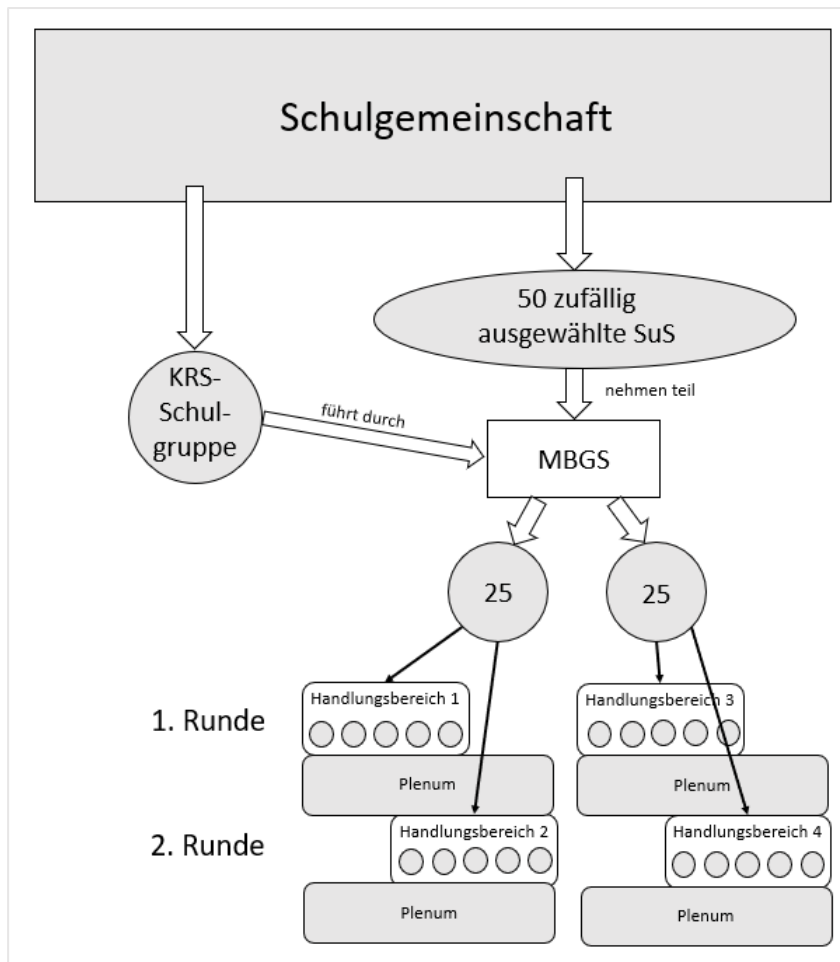 Schulgemeinschaft
50 zufällig
ausgewählte SuS
KRS-
Schul-
gruppe
führt durch
nehmen teil
MBGS
25
25
1. Runde
Handlungsbereich 1
Handlungsbereich 3
Plenum
Plenum
2. Runde
Handlungsbereich 2
Handlungsbereich 4
Plenum
Plenum